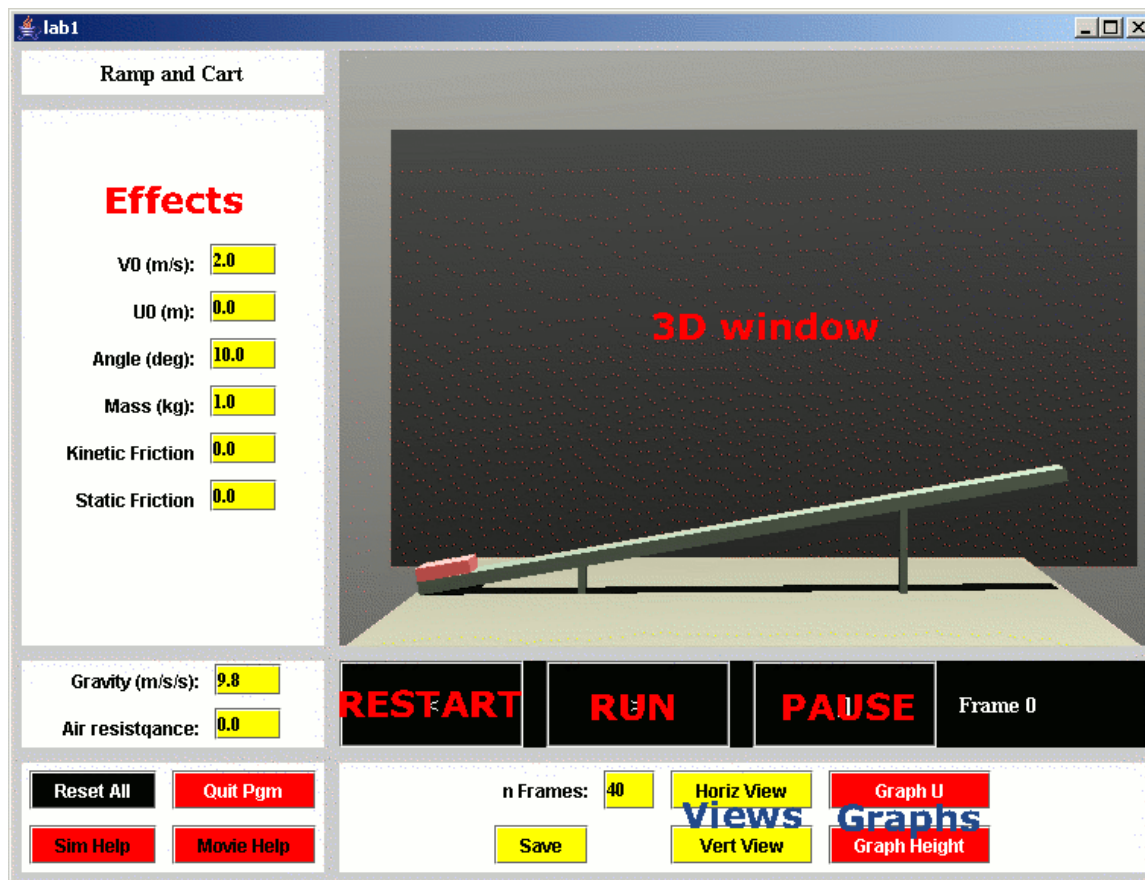 lab1
Ramp and Cart
Effects
V0 (m/s): 2.0
U0 (m): 0.0
Angle (deg): 10.0
Mass (kg): 1.0
Kinetic Friction 0.0
Static Friction 0.0
3D window
Gravity (m/s/s): 9.8
Air resistqance: 0.0
RESTART
RUN
PAUSE
Frame 0
Reset All
Quit Pgm
Sim Help
Movie Help
n Frames: 40
Horiz View
Graph U
Views
Graphs
Save
Vert View
Graph Height